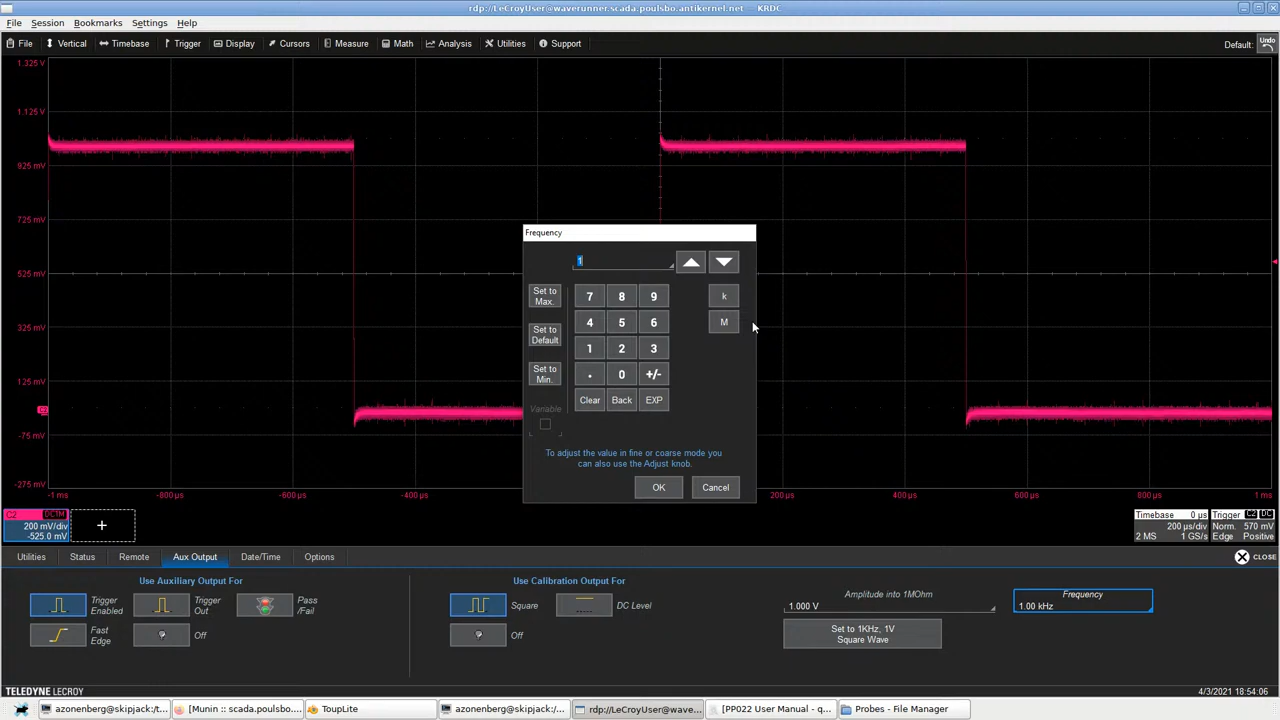 rdp://LeCroyUser@waverunner.scada.poulsbo.antikernel.net — KRDC
File Session Bookmarks Settings Help
File Vertical Timebase Trigger Display Cursors Measure Math Analysis Utilities Support Default: Undo
1.325 V
1.125 V
925 mV
725 mV
525 mV
325 mV
125 mV
-75 mV
-275 mV
-1 ms -800 µs -600 µs -400 µs 200 µs 400 µs 600 µs 800 µs 1 ms
C2
Frequency
1
Set to Max.
7 8 9 k
Set to Default
4 5 6 M
1 2 3
Set to Min.
. 0 +/-
Clear Back EXP
Variable
To adjust the value in fine or coarse mode you
can also use the Adjust knob.
OK Cancel
C2 DC1M
200 mV/div
-525.0 mV
+
Timebase 0 µs
200 µs/div
2 MS 1 GS/s
Trigger C2 DC
Norm. 570 mV
Edge Positive
Utilities Status Remote Aux Output Date/Time Options CLOSE
Use Auxiliary Output For
Trigger Enabled
Trigger Out
Pass /Fail
Fast Edge
Off
Use Calibration Output For
Square
DC Level
Off
Amplitude into 1MOhm
1.000 V
Set to 1KHz, 1V
Square Wave
Frequency
1.00 kHz
TELEDYNE LECROY 4/3/2021 18:54:06
azonenberg@skipjack:/t... [Munin :: scada.poulsbo... ToupLite azonenberg@skipjack:/... rdp://LeCroyUser@wave... [PP022 User Manual - q... Probes - File Manager